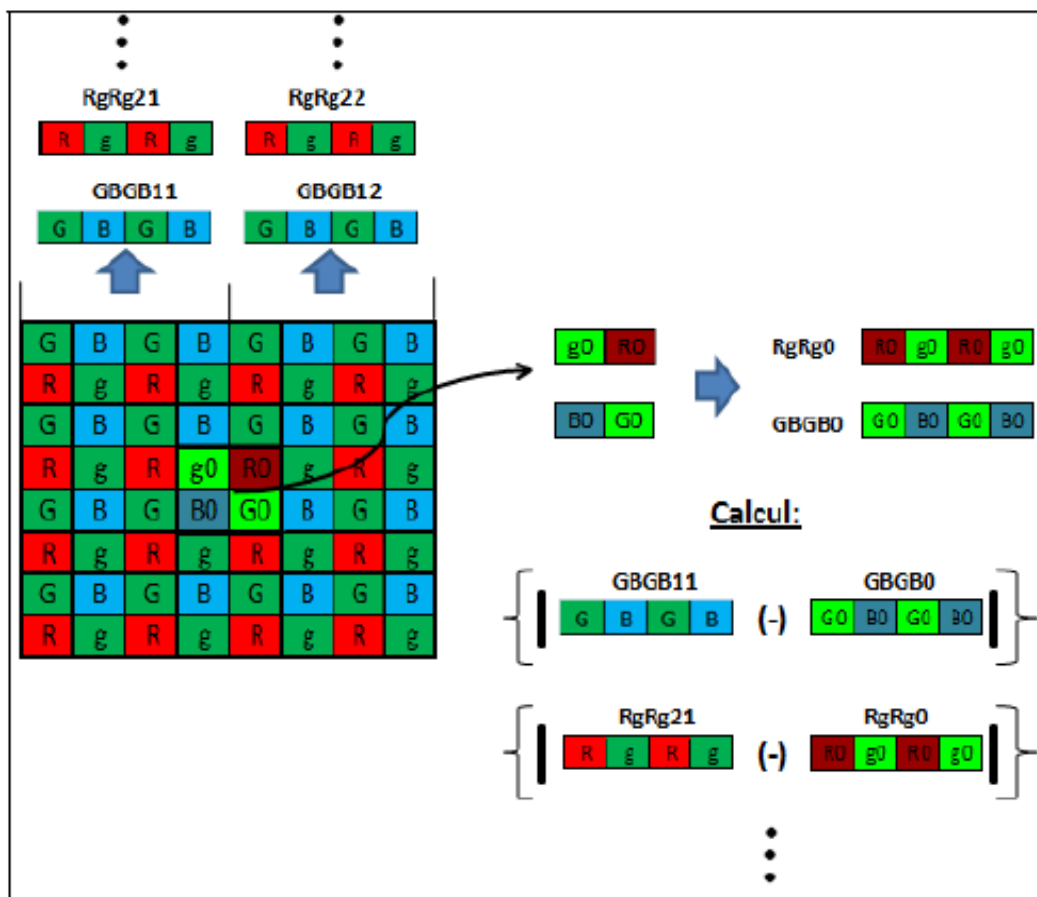 RgRg21 RgRg22
R g R g R g R g
GBGB11 GBGB12
G B G B G B G B
G B G B G B G B
R g R g R g R g
G B G B G B G B
R g R g0 R0 g R g
G B G B0 G0 B G B
R g R g R g R g
G B G B G B G B
R g R g R g R g
g0 R0
B0 G0
RgRg0 R0 g0 R0 g0
GBGB0 G0 B0 G0 B0
Calcul:
GBGB11 GBGB0
G B G B (-) G0 B0 G0 B0
RgRg21 RgRg0
R g R g (-) R0 g0 R0 g0